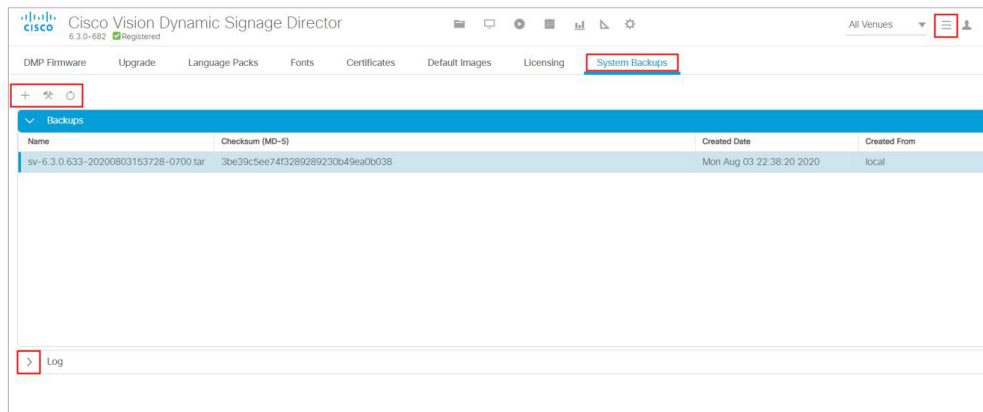 CISCO Cisco Vision Dynamic Signage Director
6.3.0-682 Registered
All Venues
DMP Firmware Upgrade Language Packs Fonts Certificates Default Images Licensing System Backups
Backups
Name Checksum (MD-5) Created Date Created From
sv-6.3.0.633-20200803153728-0700.tar 3be39c5ee74f3289289230b49ea0b038 Mon Aug 03 22:38:20 2020 local
Log